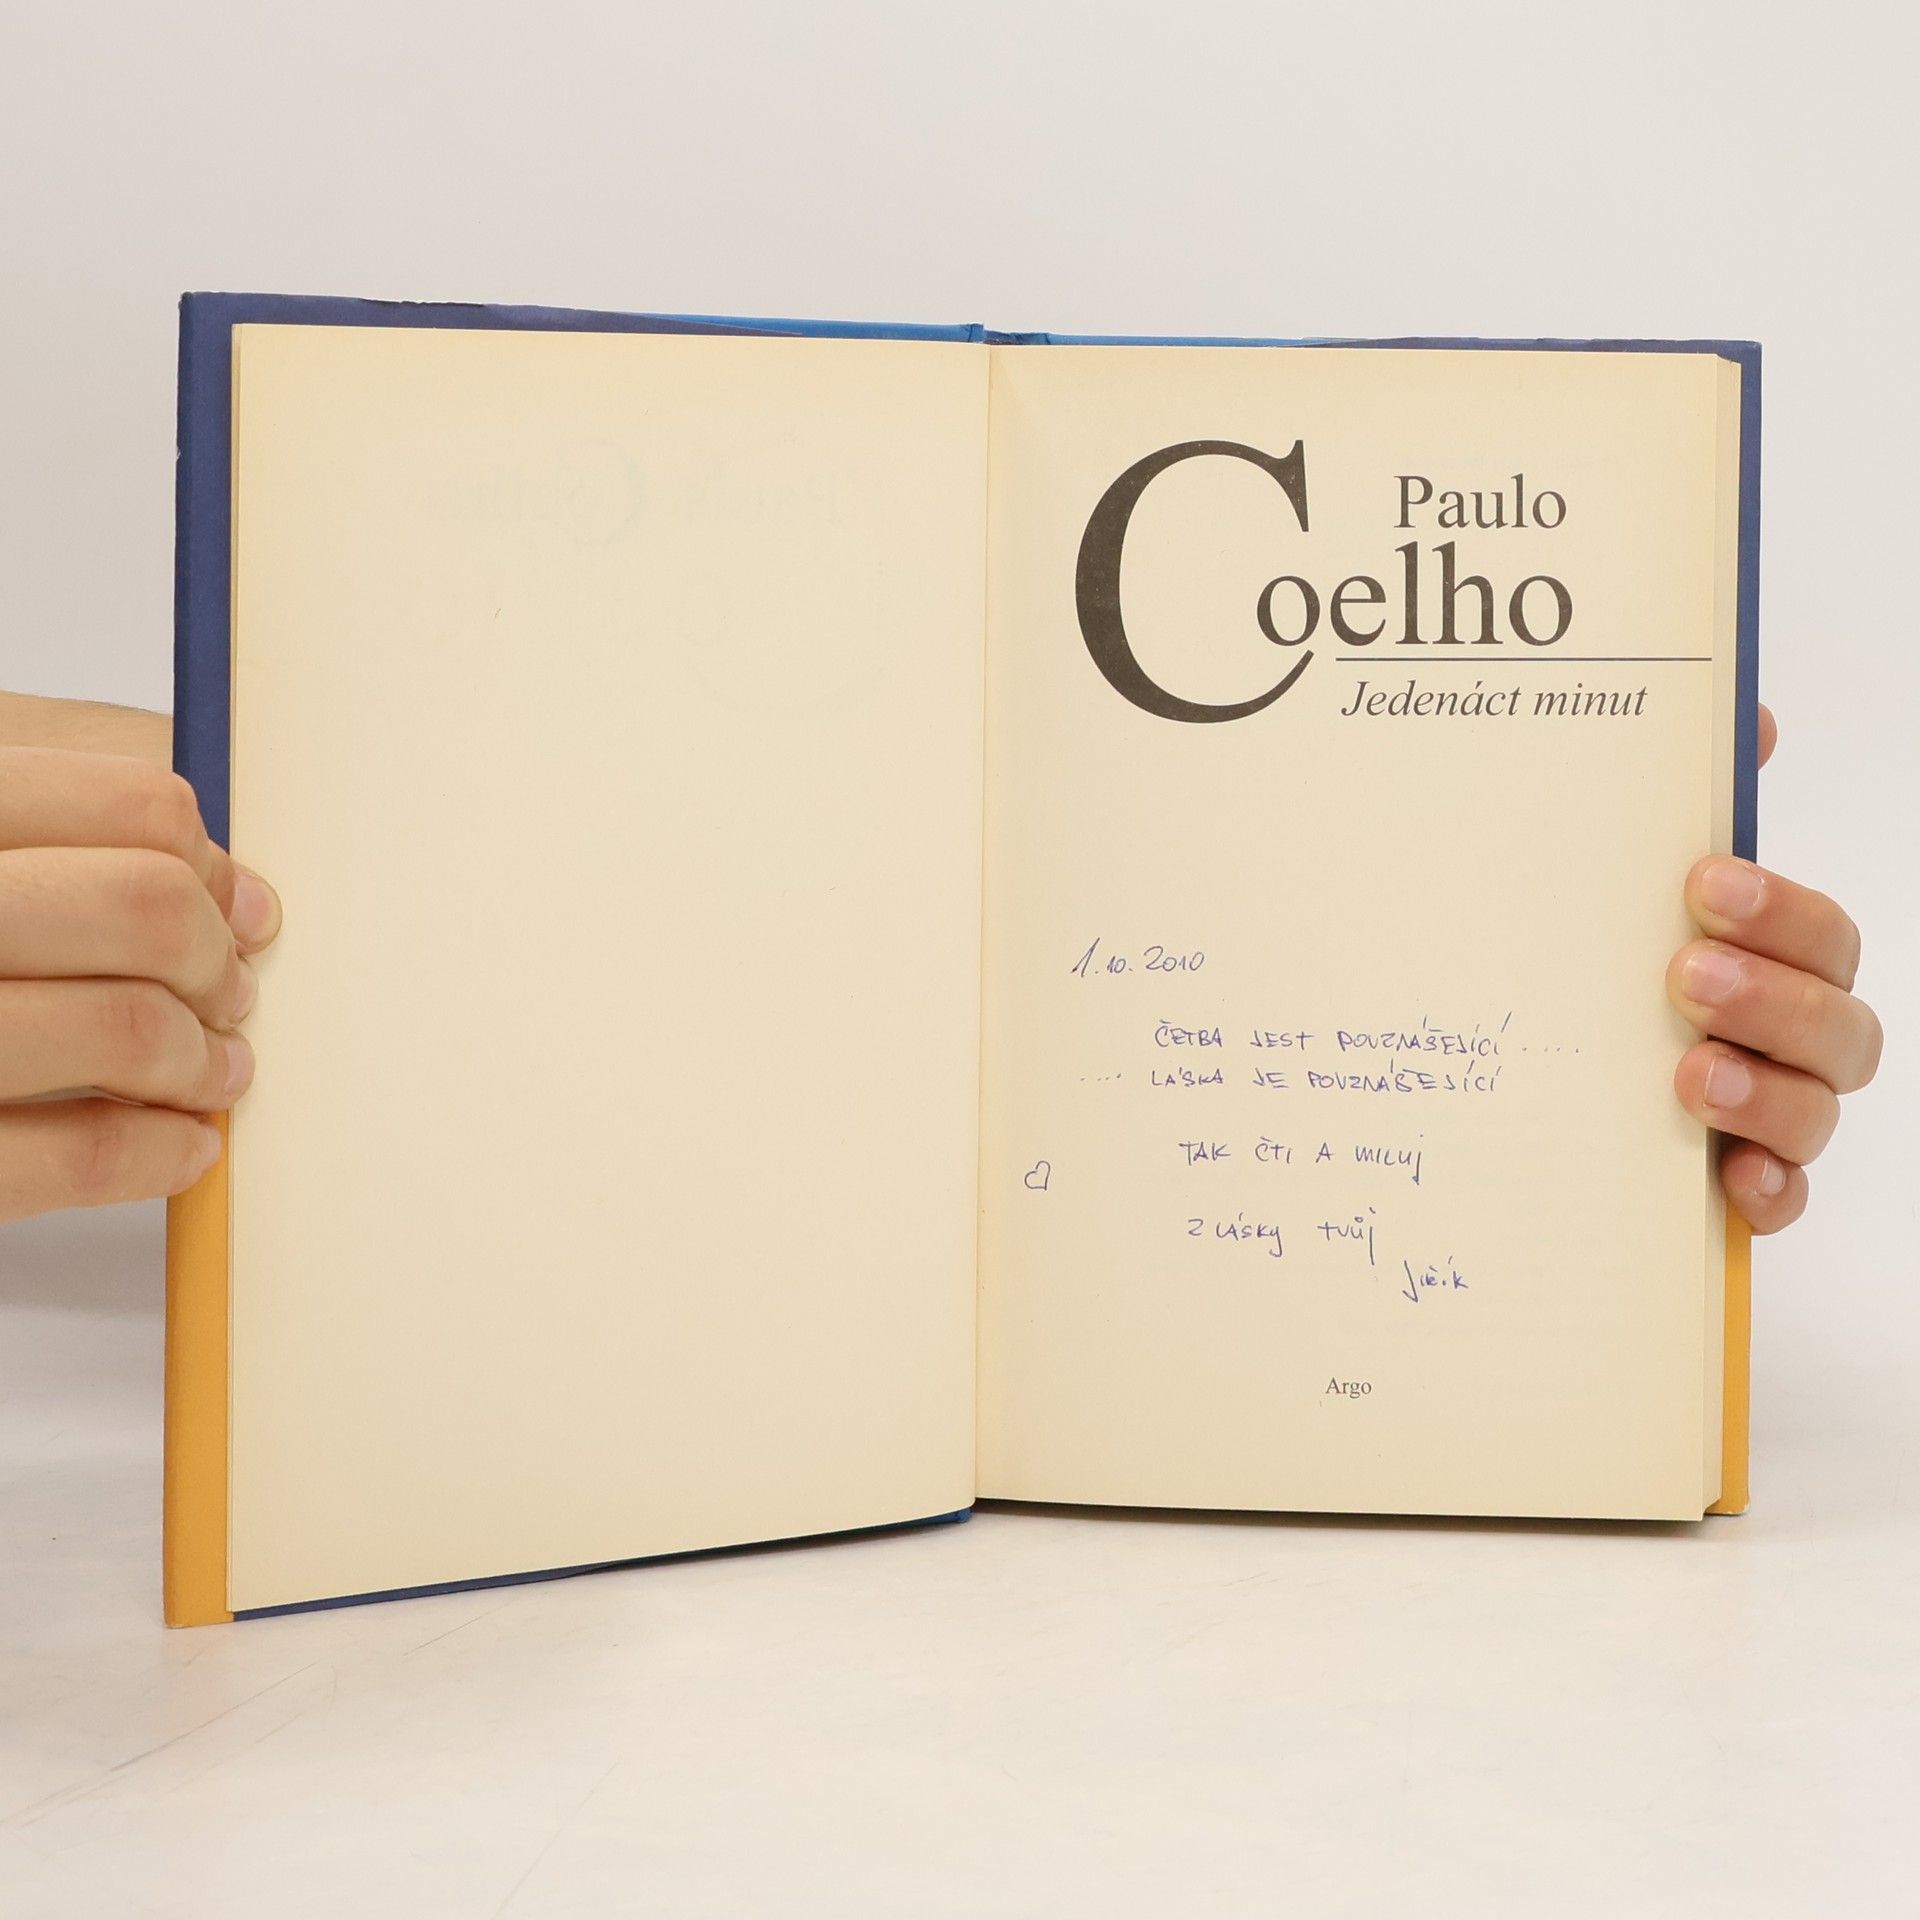 Paulo
Coelho
Jedenáct minut
1.10.2010
ČETBA JEST POVZNÁŠEJÍCÍ ....
.... LÁSKA JE POVZNÁŠEJÍCÍ
TAK ČTI A MILUJ
Z LÁSKY TVŮJ
Jiřík
Argo